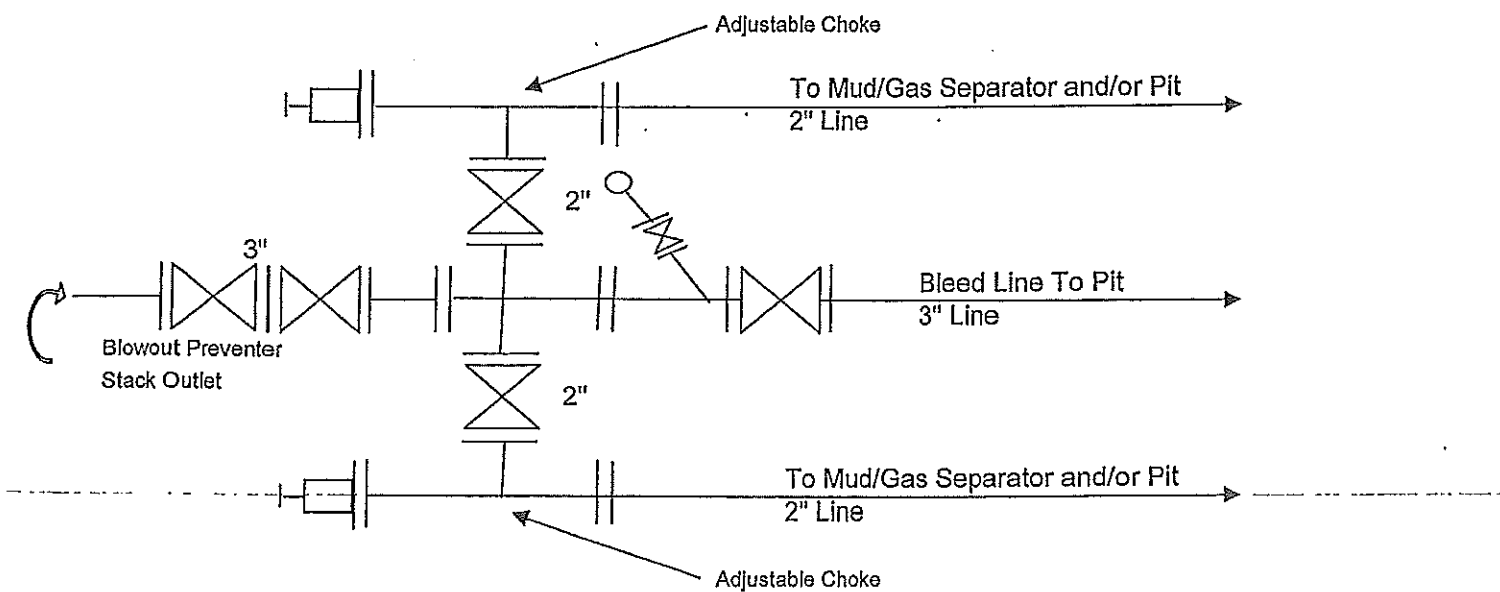 Adjustable Choke
To Mud/Gas Separator and/or Pit
2" Line
2"
3"
Bleed Line To Pit
3" Line
Blowout Preventer
Stack Outlet
2"
To Mud/Gas Separator and/or Pit
2" Line
Adjustable Choke